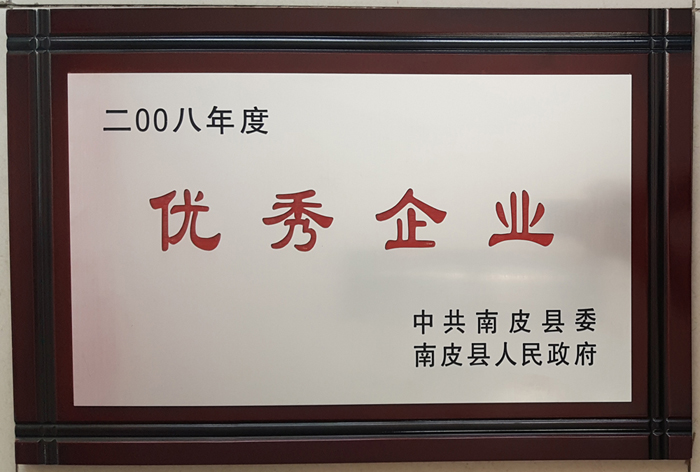 二00八年度
优秀企业
中共南皮县委
南皮县人民政府